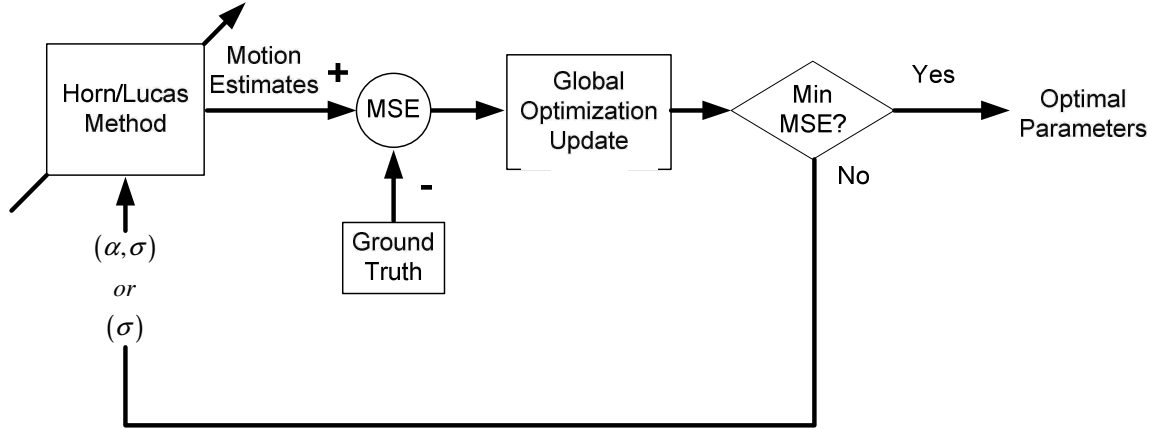 Horn/Lucas
Method
Motion
Estimates
+
MSE
-
Ground
Truth
Global
Optimization
Update
Min
MSE?
Yes
No
Optimal
Parameters
(α,σ)
or
(σ)